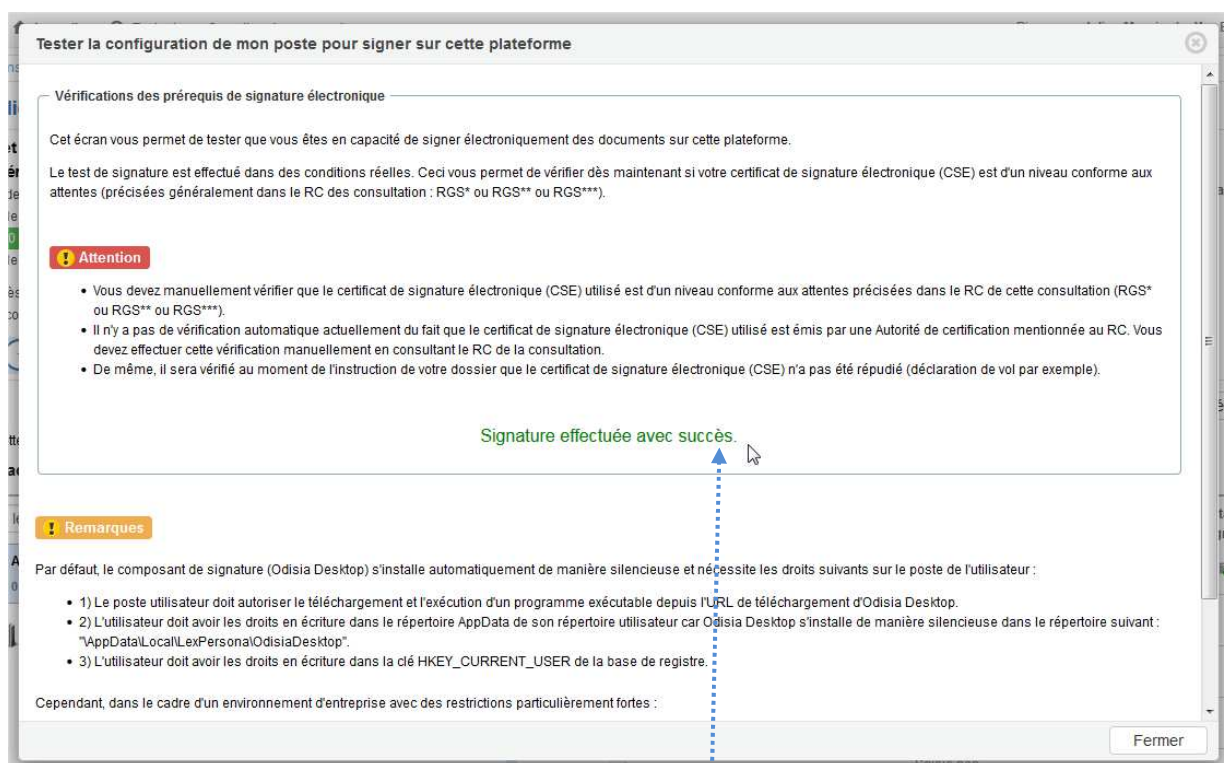 Tester la configuration de mon poste pour signer sur cette plateforme
Vérifications des prérequis de signature électronique
Cet écran vous permet de tester que vous êtes en capacité de signer électroniquement des documents sur cette plateforme.
Le test de signature est effectué dans des conditions réelles. Ceci vous permet de vérifier dès maintenant si votre certificat de signature électronique (CSE) est d'un niveau conforme aux
attentes (précisées généralement dans le RC des consultation : RGS* ou RGS** ou RGS***).
Attention
• Vous devez manuellement vérifier que le certificat de signature électronique (CSE) utilisé est d'un niveau conforme aux attentes précisées dans le RC de cette consultation (RGS*
ou RGS** ou RGS***).
• Il n'y a pas de vérification automatique actuellement du fait que le certificat de signature électronique (CSE) utilisé est émis par une Autorité de certification mentionnée au RC. Vous
devez effectuer cette vérification manuellement en consultant le RC de la consultation.
• De même, il sera vérifié au moment de l'instruction de votre dossier que le certificat de signature électronique (CSE) n'a pas été répudié (déclaration de vol par exemple).
Signature effectuée avec succès.
Remarques
Par défaut, le composant de signature (Odisia Desktop) s'installe automatiquement de manière silencieuse et nécessite les droits suivants sur le poste de l'utilisateur :
• 1) Le poste utilisateur doit autoriser le téléchargement et l'exécution d'un programme exécutable depuis l'URL de téléchargement d'Odisia Desktop.
• 2) L'utilisateur doit avoir les droits en écriture dans le répertoire AppData de son répertoire utilisateur car Odisia Desktop s'installe de manière silencieuse dans le répertoire suivant :
"\AppData\Local\LexPersona\OdisiaDesktop".
• 3) L'utilisateur doit avoir les droits en écriture dans la clé HKEY_CURRENT_USER de la base de registre.
Cependant, dans le cadre d'un environnement d'entreprise avec des restrictions particulièrement fortes :
Fermer